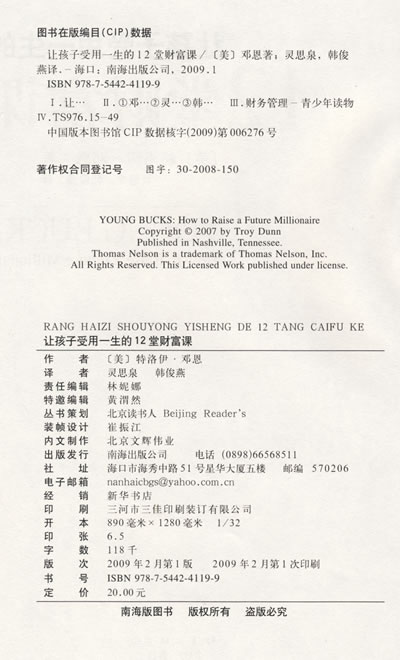 图书在版编目(CIP)数据
让孩子受用一生的12堂财富课/〔美〕邓恩著;灵思泉,韩俊
燕译.-海口:南海出版公司,2009.1
ISBN 978-7-5442-4119-9
Ⅰ.让… Ⅱ.①邓…②灵…③韩… Ⅲ.财务管理-青少年读物
Ⅳ.TS976.15-49
中国版本图书馆CIP数据核字(2009)第006276号
著作权合同登记号 图字:30-2008-150
YOUNG BUCKS: How to Raise a Future Millionaire
Copyright © 2007 by Troy Dunn
Published in Nashville, Tennessee.
Thomas Nelson is a trademark of Thomas Nelson, Inc.
All Rights Reserved. This Licensed Work published under license.
RANG HAIZI SHOUYONG YISHENG DE 12 TANG CAIFU KE
让孩子受用一生的12堂财富课
作 者 〔美〕特洛伊·邓恩
译 者 灵思泉 韩俊燕
责任编辑 林妮娜
特邀编辑 黄渭然
丛书策划 北京读书人 Beijing Reader's
装帧设计 崔振江
内文制作 北京文辉伟业
出版发行 南海出版公司 电话(0898)66568511
社 址 海口市海秀中路51号星华大厦五楼 邮编 570206
电子邮箱 nanhaicbgs@yahoo.com.cn
经 销 新华书店
印 刷 三河市三佳印刷装订有限公司
开 本 890毫米×1280毫米 1/32
印 张 6.5
字 数 118千
版 次 2009年2月第1版 2009年2月第1次印刷
书 号 ISBN 978-7-5442-4119-9
定 价 20.00元
南海版图书 版权所有 盗版必究